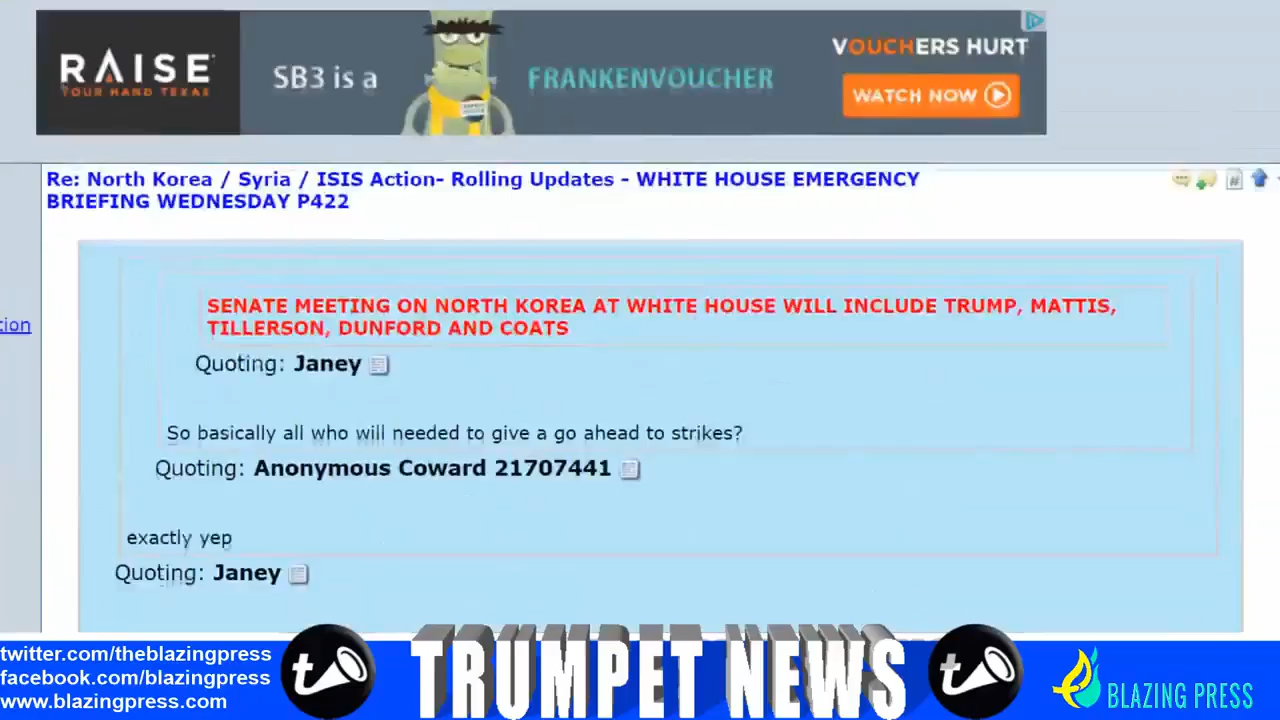 RAISE
YOUR HAND TEXAS
SB3 is a
FRANKENVOUCHER
VOUCHERS HURT
WATCH NOW
Re: North Korea / Syria / ISIS Action- Rolling Updates - WHITE HOUSE EMERGENCY
BRIEFING WEDNESDAY P422
SENATE MEETING ON NORTH KOREA AT WHITE HOUSE WILL INCLUDE TRUMP, MATTIS,
TILLERSON, DUNFORD AND COATS
tion
Quoting: Janey
So basically all who will needed to give a go ahead to strikes?
Quoting: Anonymous Coward 21707441
exactly yep
Quoting: Janey
twitter.com/theblazingpress
facebook.com/blazingpress
www.blazingpress.com
t
TRUMPET NEWS
t
BLAZING PRESS